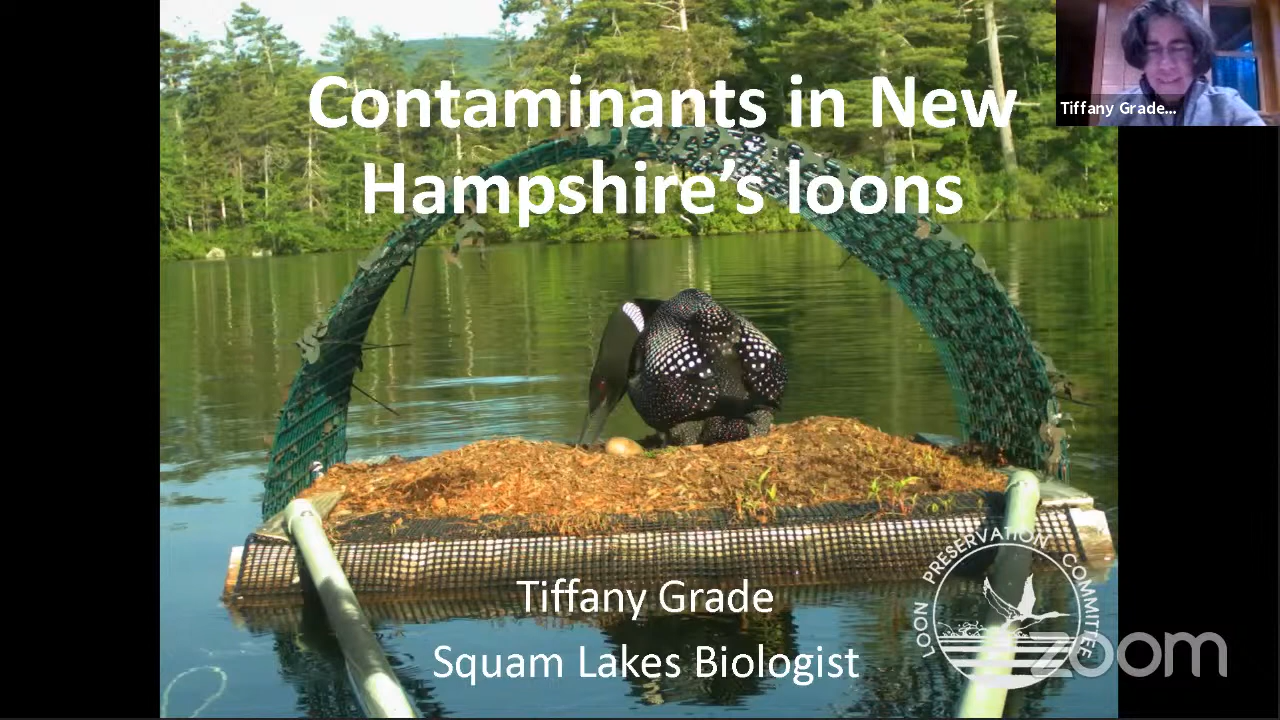 Contaminants in New
Hampshire’s loons
Tiffany Grade...
Tiffany Grade
Squam Lakes Biologist
LOON PRESERVATION COMMITTEE
zoom